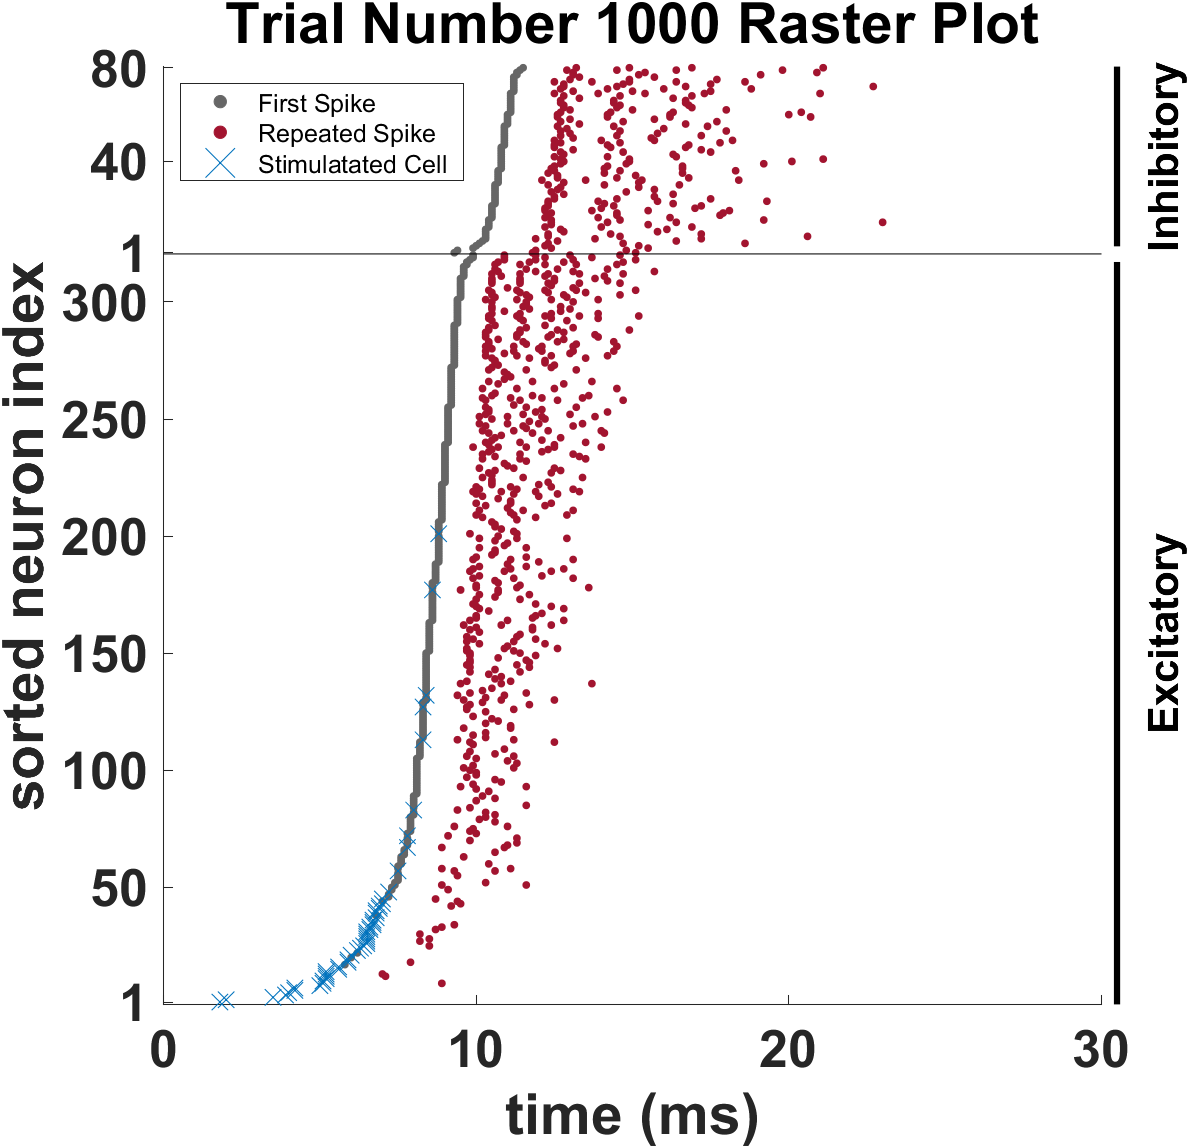 Trial Number 1000 Raster Plot
First Spike
Repeated Spike
Stimulatated Cell
80
40
1
300
250
200
150
100
50
1
sorted neuron index
0
10
20
30
time (ms)
Inhibitory
Excitatory